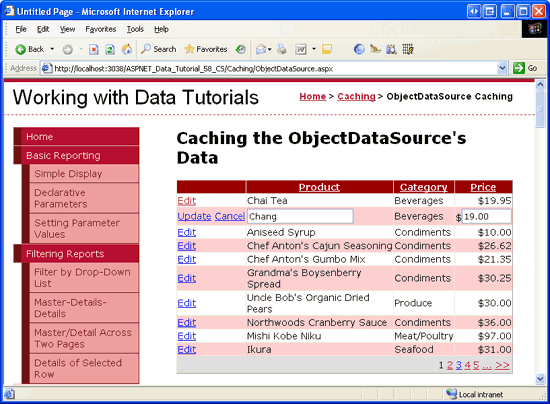 Untitled Page - Microsoft Internet Explorer
File Edit View Favorites Tools Help
Back Search Favorites
Address http://localhost:3038/ASPNET_Data_Tutorial_58_CS/Caching/ObjectDataSource.aspx Go
Working with Data Tutorials
Home > Caching > ObjectDataSource Caching
Home
Basic Reporting
Simple Display
Declarative
Parameters
Setting Parameter
Values
Filtering Reports
Filter by Drop-Down
List
Master-Details-
Details
Master/Detail Across
Two Pages
Details of Selected
Row
Caching the ObjectDataSource's
Data
Product Category Price
Edit Chai Tea Beverages $19.95
Update Cancel Chang Beverages $ 19.00
Edit Aniseed Syrup Condiments $10.00
Edit Chef Anton's Cajun Seasoning Condiments $26.62
Edit Chef Anton's Gumbo Mix Condiments $21.35
Edit Grandma's Boysenberry
Spread Condiments $30.25
Edit Uncle Bob's Organic Dried
Pears Produce $30.00
Edit Northwoods Cranberry Sauce Condiments $36.00
Edit Mishi Kobe Niku Meat/Poultry $97.00
Edit Ikura Seafood $31.00
1 2 3 4 5 ... >>
Local intranet